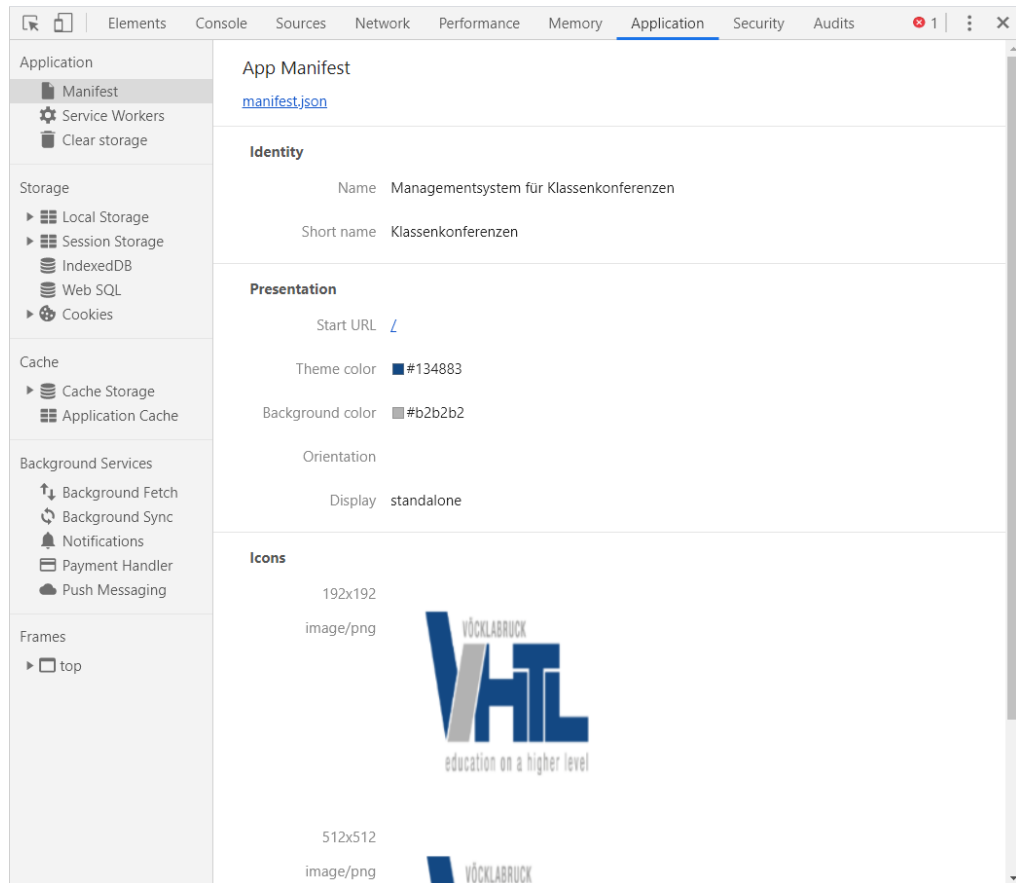 Elements Console Sources Network Performance Memory Application Security Audits 1
Application
Manifest
Service Workers
Clear storage
Storage
Local Storage
Session Storage
IndexedDB
Web SQL
Cookies
Cache
Cache Storage
Application Cache
Background Services
Background Fetch
Background Sync
Notifications
Payment Handler
Push Messaging
Frames
top
App Manifest
manifest.json
Identity
Name Managementsystem für Klassenkonferenzen
Short name Klassenkonferenzen
Presentation
Start URL /
Theme color #134883
Background color #b2b2b2
Orientation
Display standalone
Icons
192x192
image/png
VÖCKLABRUCK
VHTL
education on a higher level
512x512
image/png
VÖCKLABRUCK